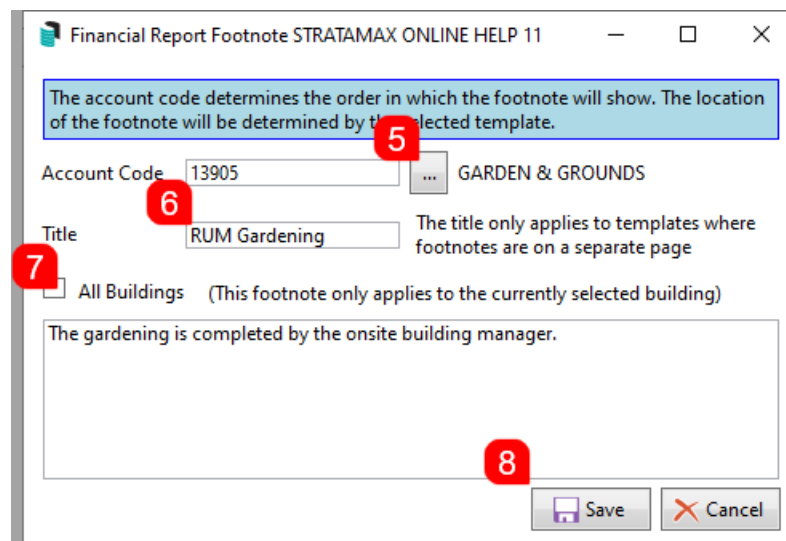 Financial Report Footnote STRATAMAX ONLINE HELP 11
The account code determines the order in which the footnote will show. The location
of the footnote will be determined by elected template.
5
Account Code 13905 ... GARDEN & GROUNDS
6
Title RUM Gardening The title only applies to templates where
footnotes are on a separate page
7
All Buildings (This footnote only applies to the currently selected building)
The gardening is completed by the onsite building manager.
8
Save Cancel